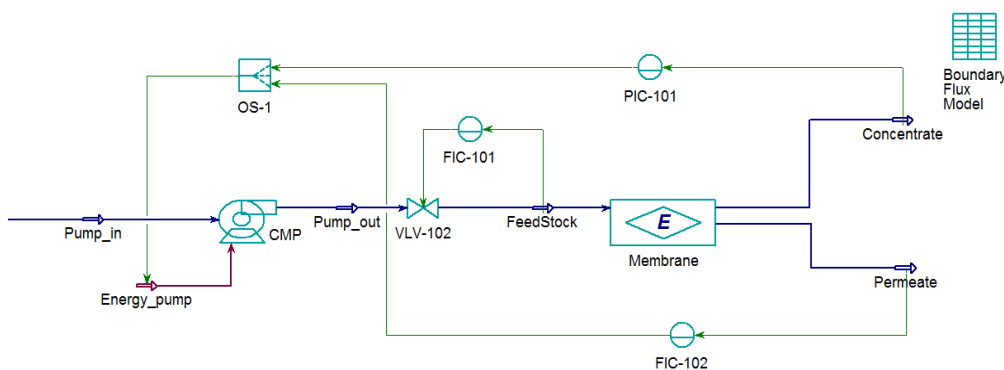 Boundary
Flux
Model
OS-1
PIC-101
Concentrate
FIC-101
Pump_in
CMP
Pump_out
VLV-102
FeedStock
E
Membrane
Energy_pump
Permeate
FIC-102